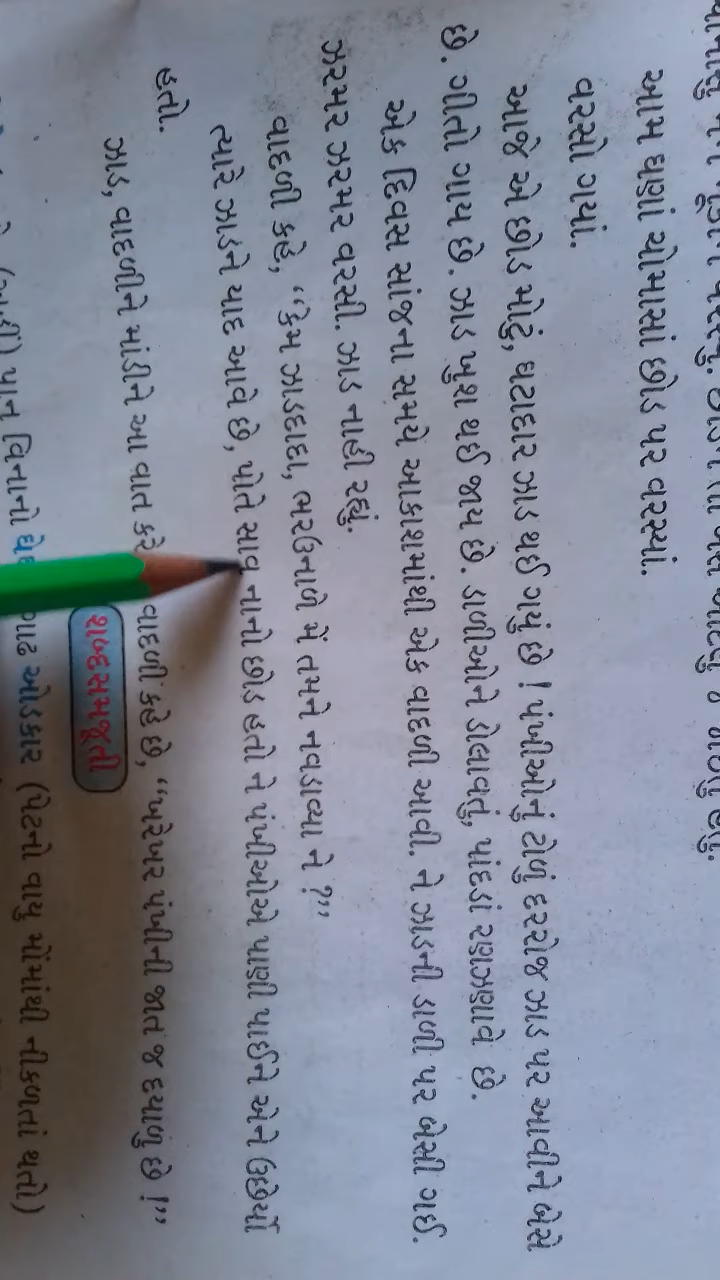 આમ ઘણાં ચોમાસાં છોડ પર વરસ્યાં.
વરસો ગયાં.
આજે એ છોડ મોટું, ઘટાદાર ઝાડ થઈ ગયું છે ! પંખીઓનું ટોળું દરરોજ ઝાડ પર આવીને બેસે
છે. ગીતો ગાય છે. ઝાડ ખુશ થઈ જાય છે. ડાળીઓને ડોલાવતું, પાંદડાં રણઝણાવે છે.
એક દિવસ સાંજના સમયે આકાશમાંથી એક વાદળી આવી. ને ઝાડની ડાળી પર બેસી ગઈ.
ઝરમર ઝરમર વરસી. ઝાડ નાહી રહ્યું.
વાદળી કહે, “કેમ ઝાડદાદા, ભરઉનાળે મેં તમને નવડાવ્યા ને ?”
ત્યારે ઝાડને યાદ આવે છે, પોતે સાવ નાનો છોડ હતો ને પંખીઓએ પાણી પાઈને એને ઉછેર્યો
હતો.
ઝાડ, વાદળીને માંડીને આ વાત કરે વાદળી કહે છે, “ખરેખર પંખીની જાત જ દયાળુ છે !”
શબ્દસમજૂતી
પાન વિનાનો ઓડકાર (પેટનો વાયુ મોંમાંથી નીકળતાં થતો)